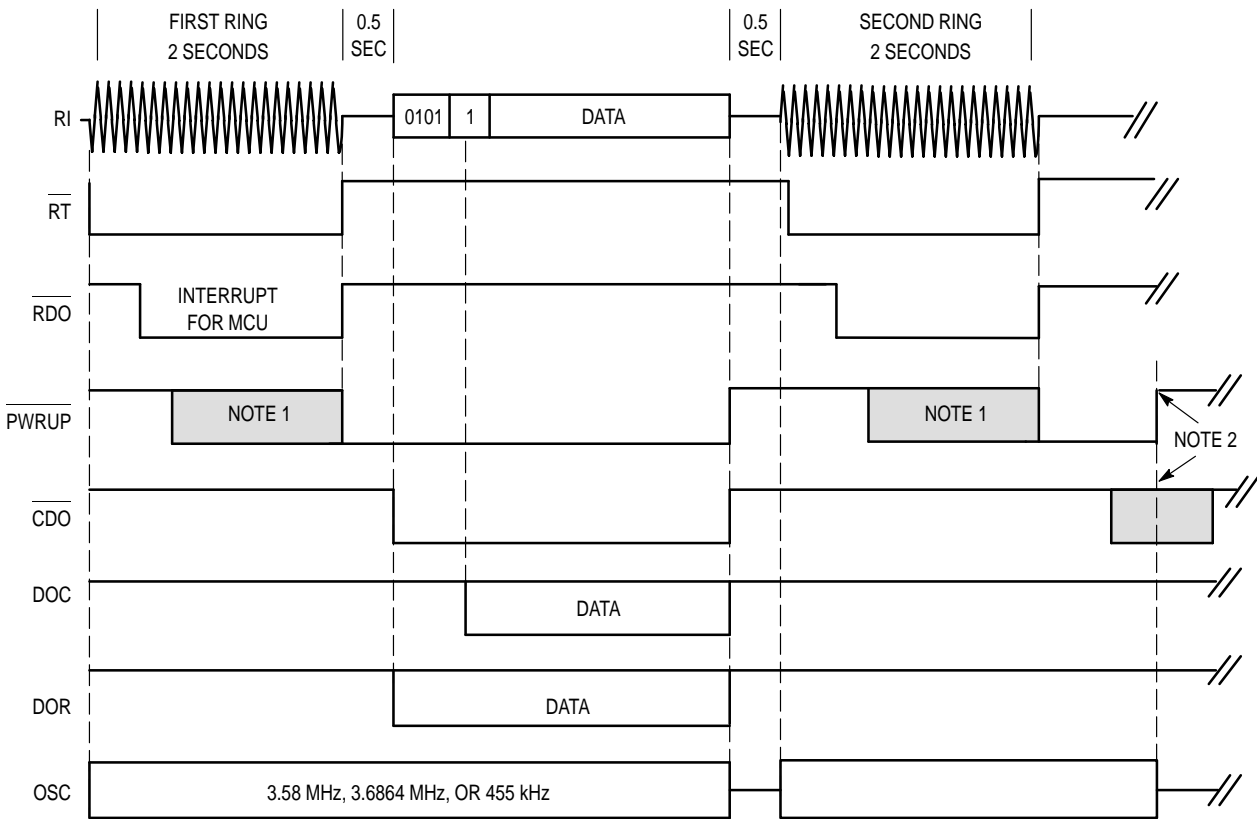 FIRST RING
2 SECONDS
0.5
SEC
0.5
SEC
SECOND RING
2 SECONDS
RI
0101
1
DATA
RT
RDO
INTERRUPT
FOR MCU
PWRUP
NOTE 1
NOTE 1
NOTE 2
CDO
DOC
DATA
DOR
DATA
OSC
3.58 MHz, 3.6864 MHz, OR 455 kHz